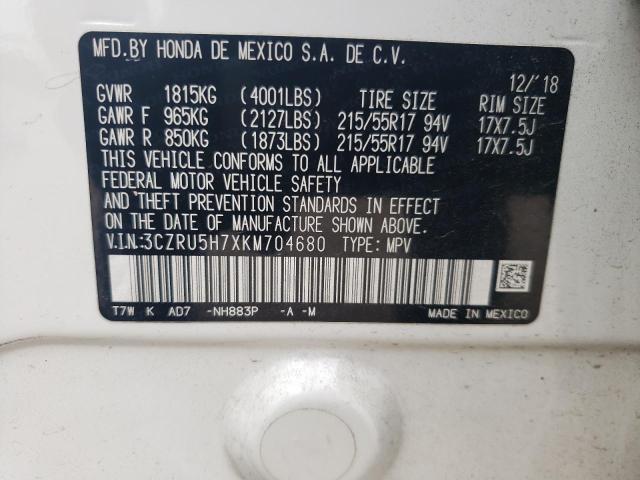 MFD.BY HONDA DE MEXICO S.A. DE C.V.
12/'18
GVWR 1815KG (4001LBS) TIRE SIZE RIM SIZE
GAWR F 965KG (2127LBS) 215/55R17 94V 17X7.5J
GAWR R 850KG (1873LBS) 215/55R17 94V 17X7.5J
THIS VEHICLE CONFORMS TO ALL APPLICABLE
FEDERAL MOTOR VEHICLE SAFETY
AND THEFT PREVENTION STANDARDS IN EFFECT
ON THE DATE OF MANUFACTURE SHOWN ABOVE.
V.I.N.:3CZRU5H7XKM704680 TYPE: MPV
T7W K AD7 -NH883P -A -M MADE IN MEXICO